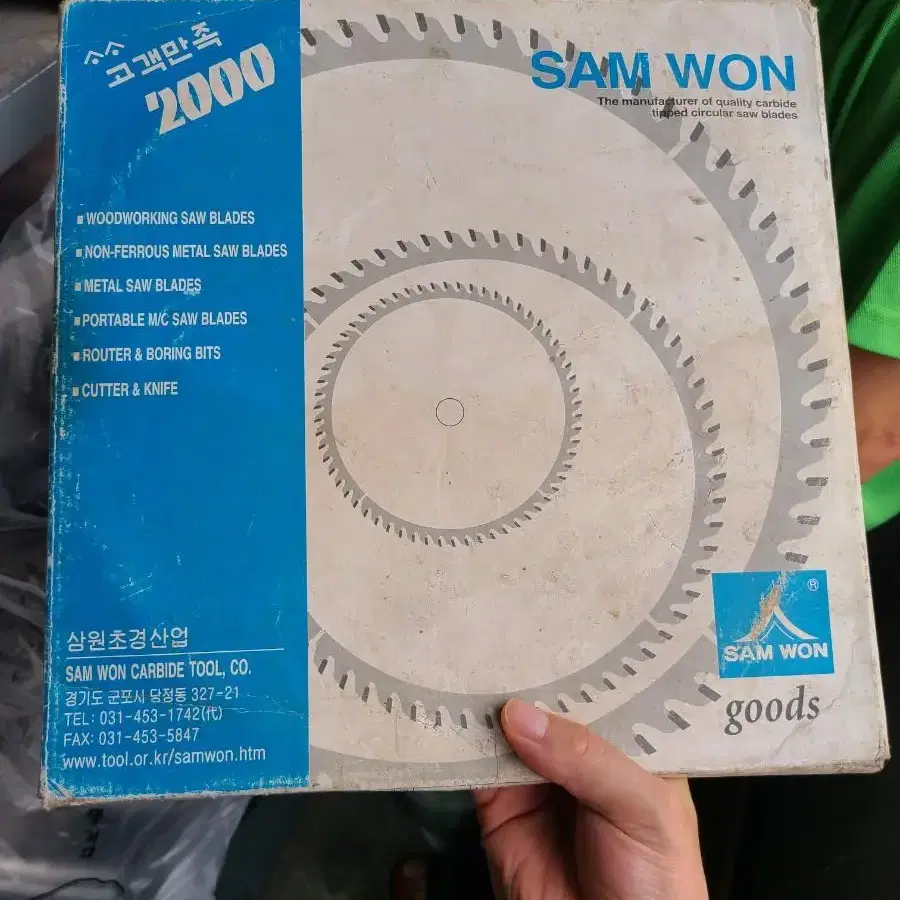 고객만족
'2000
SAM WON
The manufacturer of quality carbide
tipped circular saw blades
WOODWORKING SAW BLADES
NON-FERROUS METAL SAW BLADES
METAL SAW BLADES
PORTABLE M/C SAW BLADES
ROUTER & BORING BITS
CUTTER & KNIFE
삼원초경산업
SAM WON CARBIDE TOOL, CO.
경기도 군포시 당정동 327-21
TEL: 031-453-1742(代)
FAX: 031-453-5847
www.tool.or.kr/samwon.htm
®
SAM WON
goods